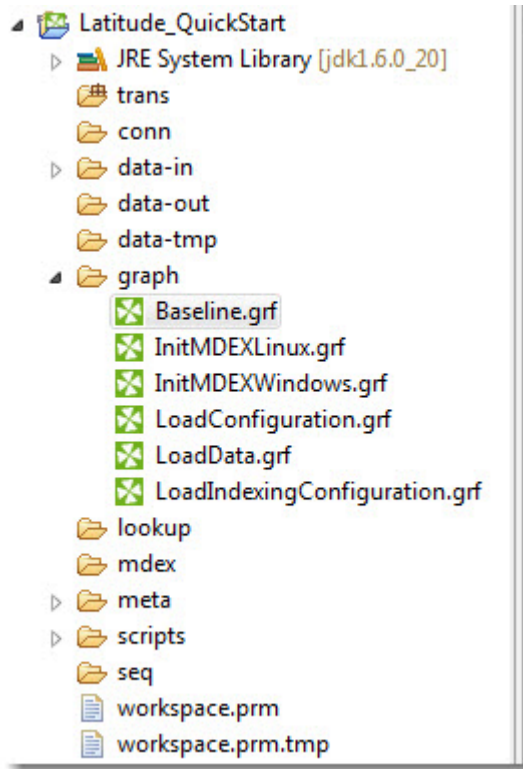 Latitude_QuickStart
JRE System Library [jdk1.6.0_20]
trans
conn
data-in
data-out
data-tmp
graph
Baseline.grf
InitMDEXLinux.grf
InitMDEXWindows.grf
LoadConfiguration.grf
LoadData.grf
LoadIndexingConfiguration.grf
lookup
mdex
meta
scripts
seq
workspace.prm
workspace.prm.tmp